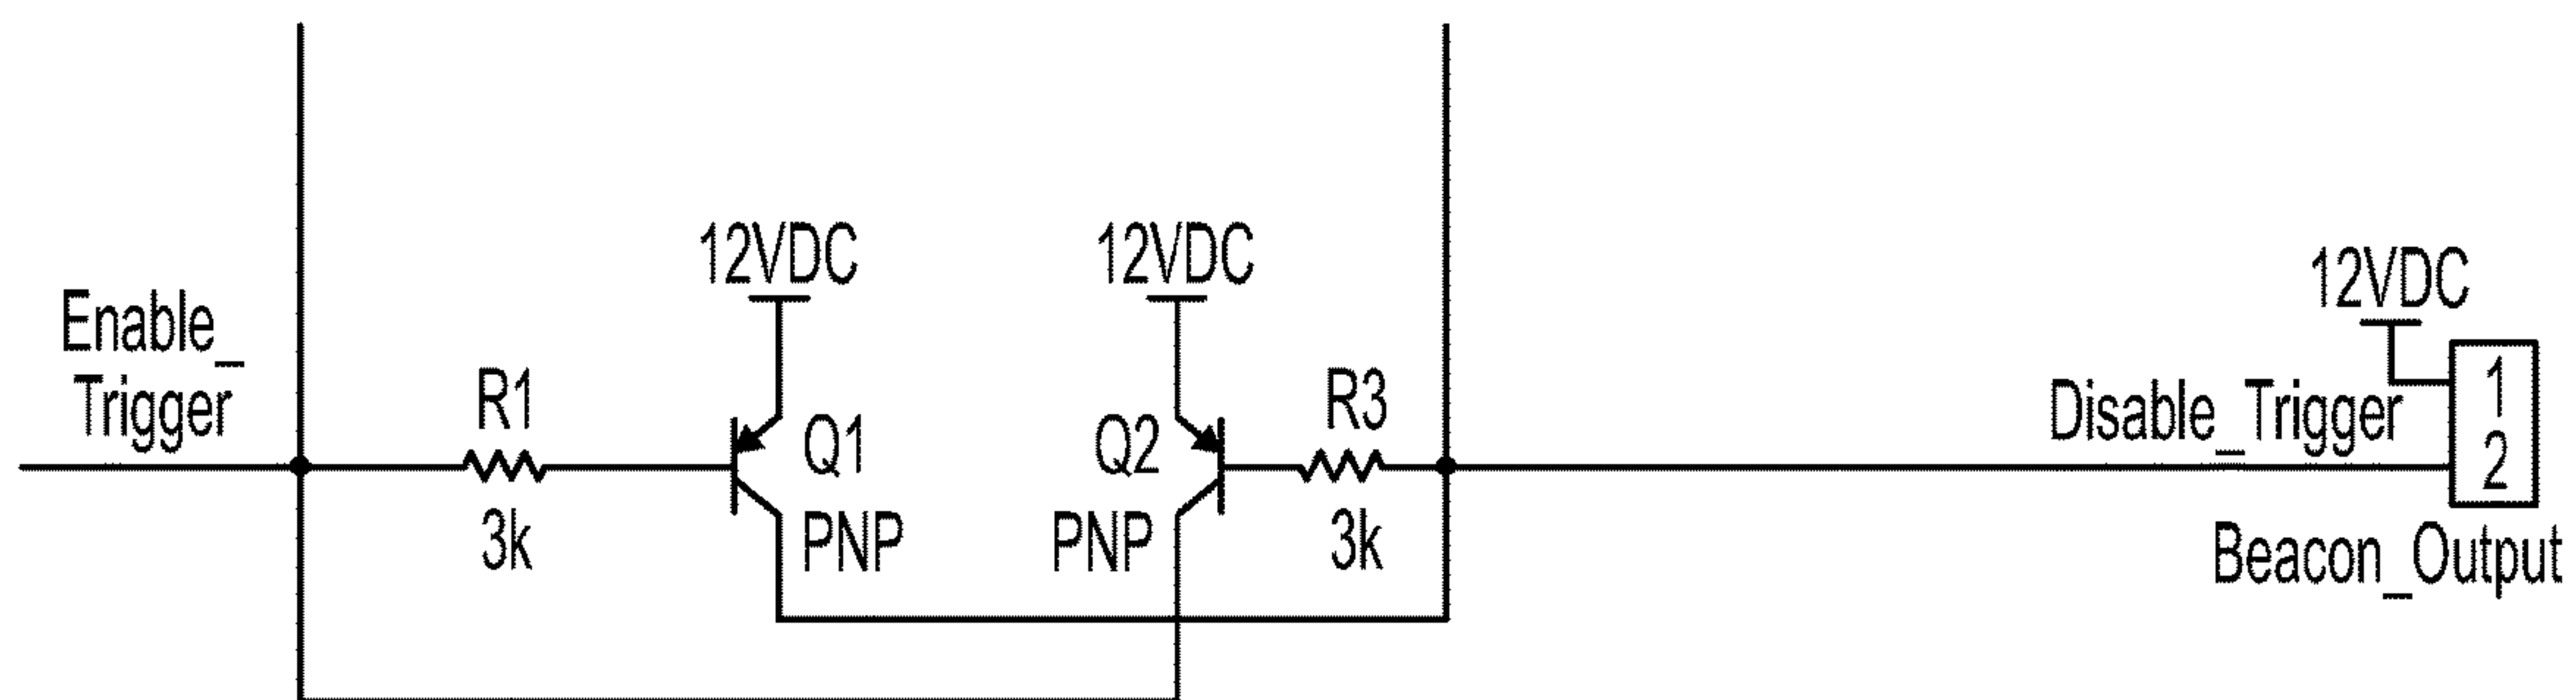 12VDC
12VDC
12VDC
Enable_
Trigger
R1
Q1
Q2
R3
Disable_Trigger
1
2
3k
PNP
PNP
3k
Beacon_Output